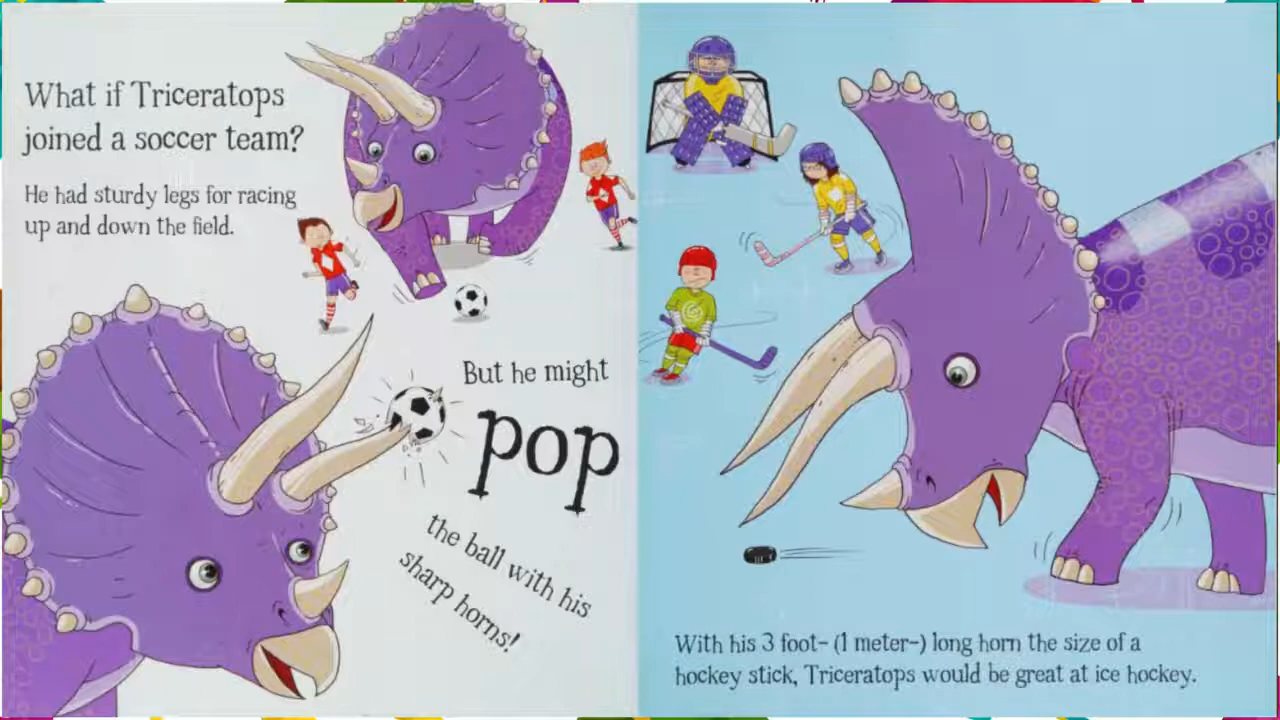 What if Triceratops
joined a soccer team?
He had sturdy legs for racing
up and down the field.
But he might
pop
the ball with his
sharp horns!
With his 3 foot- (1 meter-) long horn the size of a
hockey stick, Triceratops would be great at ice hockey.